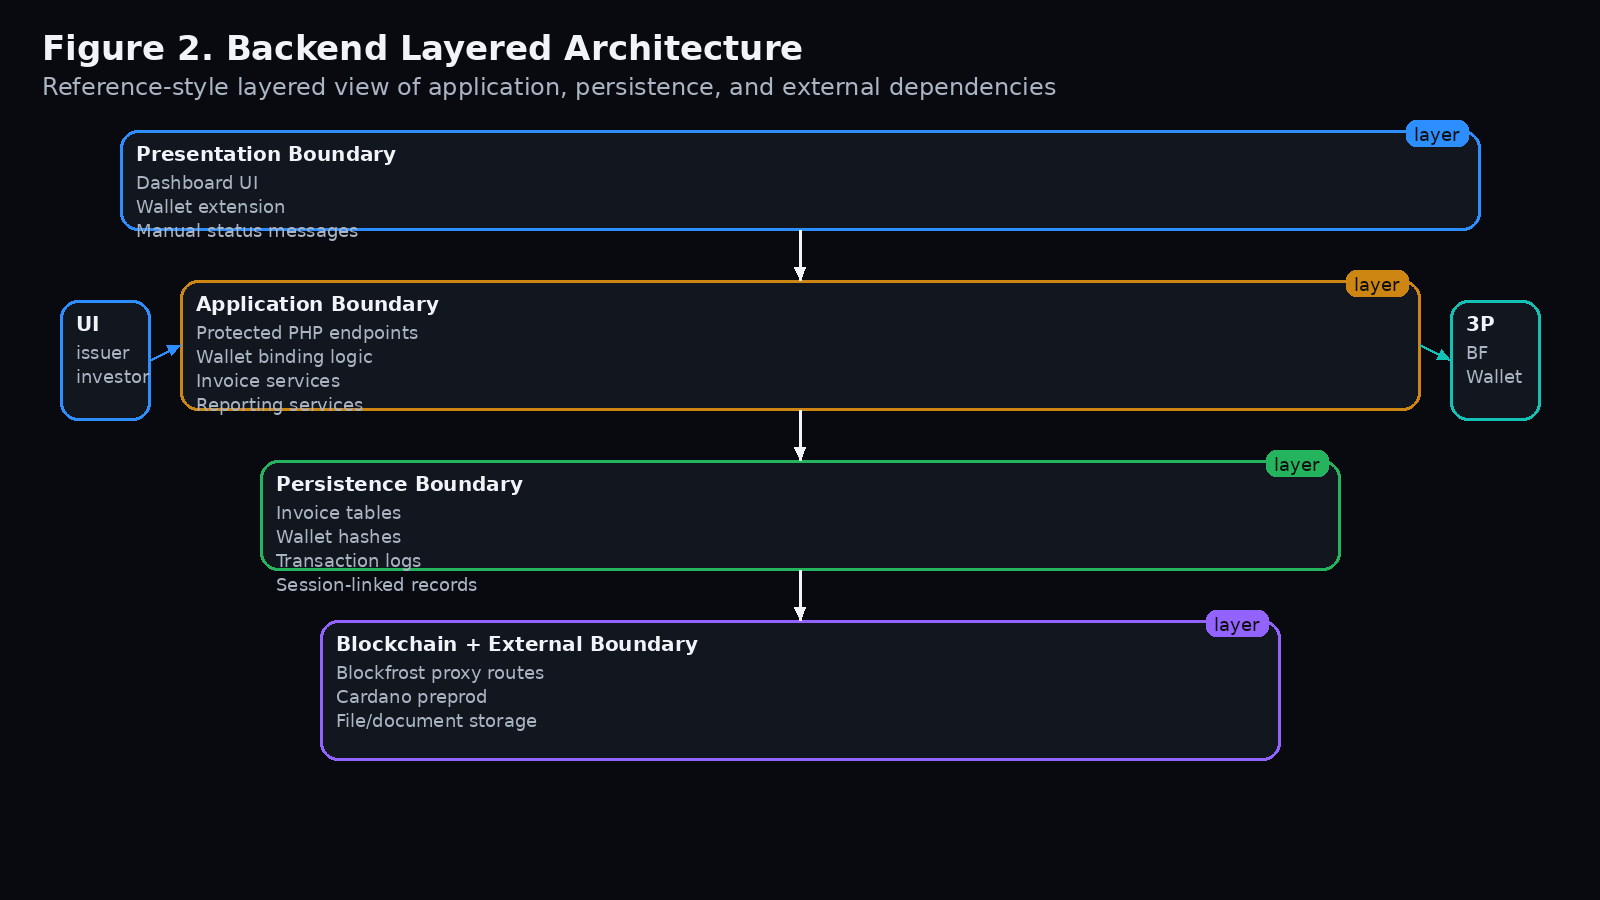 Figure 2. Backend Layered Architecture
Reference-style layered view of application, persistence, and external dependencies
layer
Presentation Boundary
Dashboard UI
Wallet extension
Manual status messages
layer
Application Boundary
Protected PHP endpoints
Wallet binding logic
Invoice services
Reporting services
UI
issuer
investor
3P
BF
Wallet
layer
Persistence Boundary
Invoice tables
Wallet hashes
Transaction logs
Session-linked records
layer
Blockchain + External Boundary
Blockfrost proxy routes
Cardano preprod
File/document storage